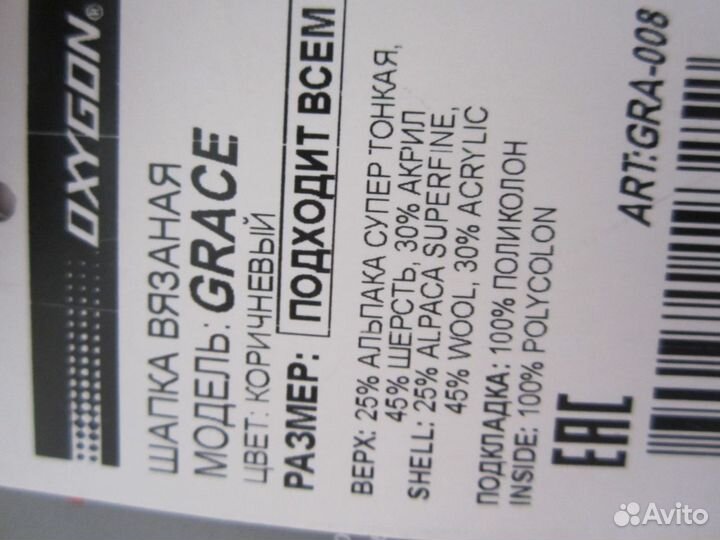 OXYGON®
ШАПКА ВЯЗАНАЯ
МОДЕЛЬ: GRACE
ЦВЕТ: КОРИЧНЕВЫЙ
РАЗМЕР: ПОДХОДИТ ВСЕМ
ВЕРХ: 25% АЛЬПАКА СУПЕР ТОНКАЯ,
45% ШЕРСТЬ, 30% АКРИЛ
SHELL: 25% ALPACA SUPERFINE,
45% WOOL, 30% ACRYLIC
ПОДКЛАДКА: 100% ПОЛИКОЛОН
INSIDE: 100% POLYCOLON
EAC
ART:GRA-008
Avito